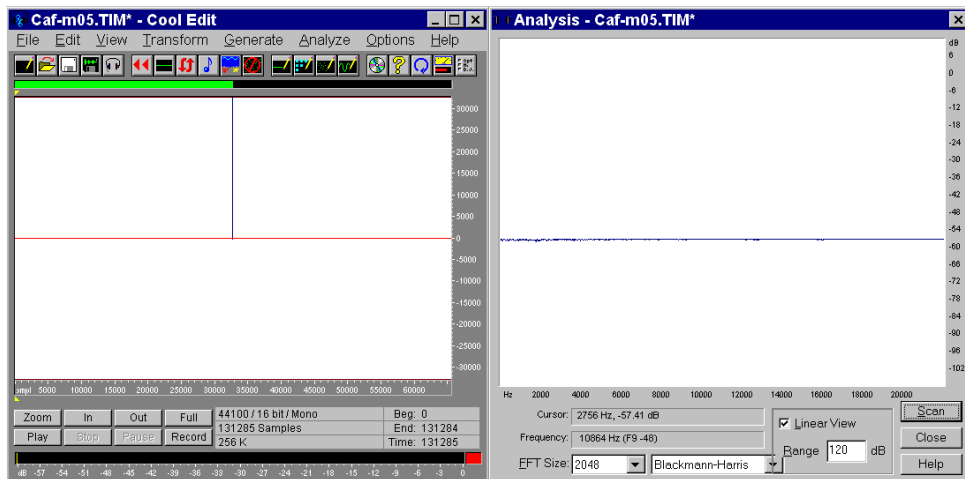 Caf-m05.TIM* - Cool Edit
File Edit View Transform Generate Analyze Options Help
30000
25000
20000
15000
10000
5000
0
-5000
-10000
-15000
-20000
-25000
-30000
smpl 5000 10000 15000 20000 25000 30000 35000 40000 45000 50000 55000 60000
Zoom In Out Full
Play Stop Pause Record
44100 / 16 bit / Mono
131285 Samples
256 K
Beg: 0
End: 131284
Time: 131285
dB -57 -54 -51 -48 -45 -42 -39 -36 -33 -30 -27 -24 -21 -18 -15 -12 -9 -6 -3 0
Analysis - Caf-m05.TIM*
dB
6
0
-6
-12
-18
-24
-30
-36
-42
-48
-54
-60
-66
-72
-78
-84
-90
-96
-102
Hz 2000 4000 6000 8000 10000 12000 14000 16000 18000 20000
Cursor: 2756 Hz, -57.41 dB
Frequency: 10864 Hz (F9 -48)
FFT Size: 2048 Blackmann-Harris
Linear View
Range 120 dB
Scan
Close
Help